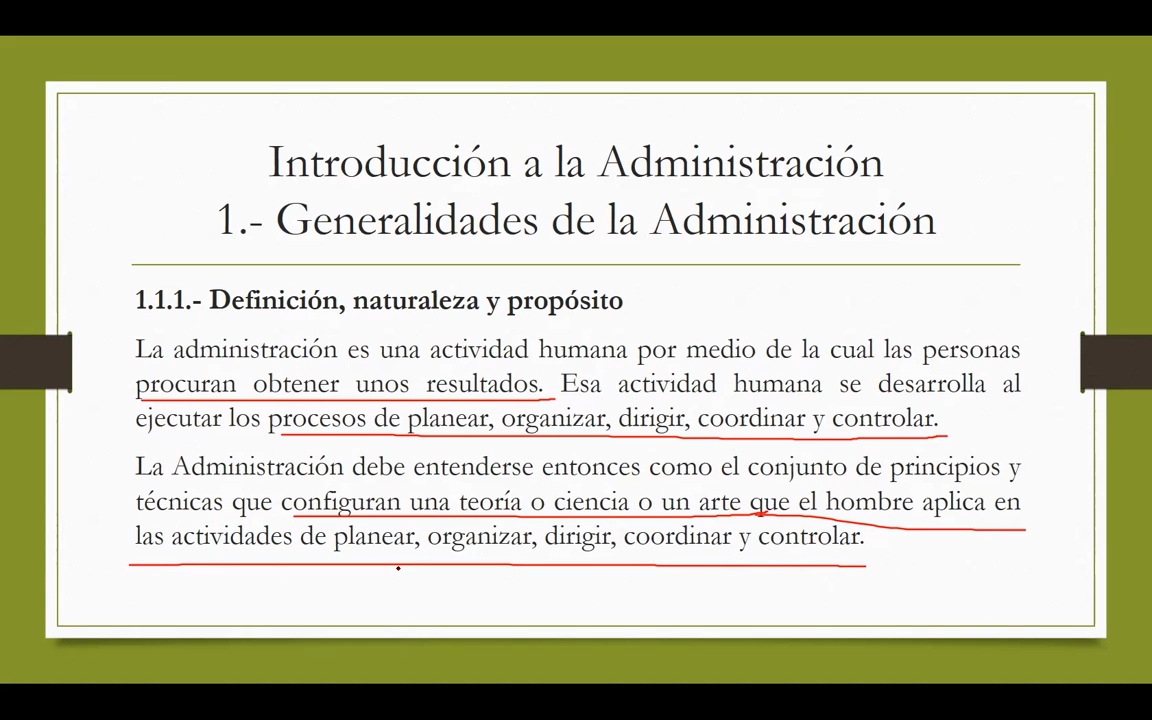 Introducción a la Administración
1.- Generalidades de la Administración
1.1.1.- Definición, naturaleza y propósito
La administración es una actividad humana por medio de la cual las personas
procuran obtener unos resultados. Esa actividad humana se desarrolla al
ejecutar los procesos de planear, organizar, dirigir, coordinar y controlar.
La Administración debe entenderse entonces como el conjunto de principios y
técnicas que configuran una teoría o ciencia o un arte que el hombre aplica en
las actividades de planear, organizar, dirigir, coordinar y controlar.